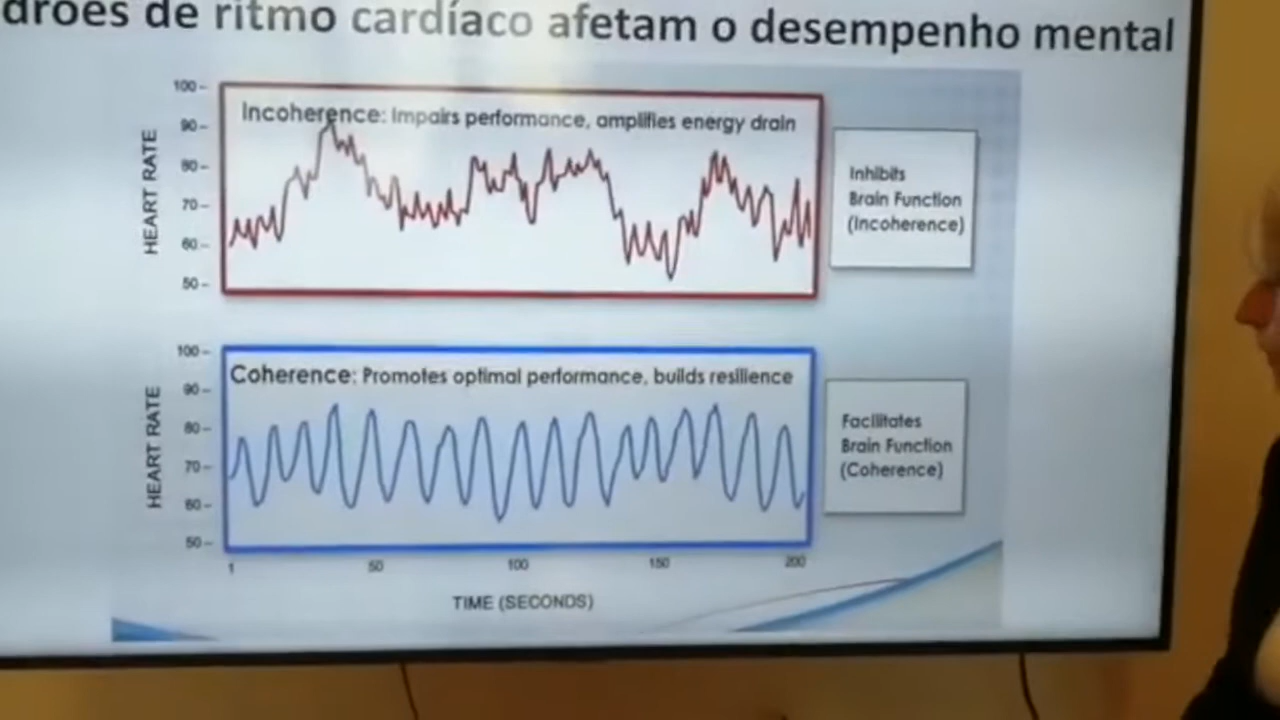 drões de ritmo cardíaco afetam o desempenho mental
100
Incoherence: Impairs performance, amplifies energy drain
90
80
70
60
50
HEART RATE
Inhibits
Brain Function
(Incoherence)
100
Coherence: Promotes optimal performance, builds resilience
90
80
70
60
50
HEART RATE
Facilitates
Brain Function
(Coherence)
1 50 100 150 200
TIME (SECONDS)